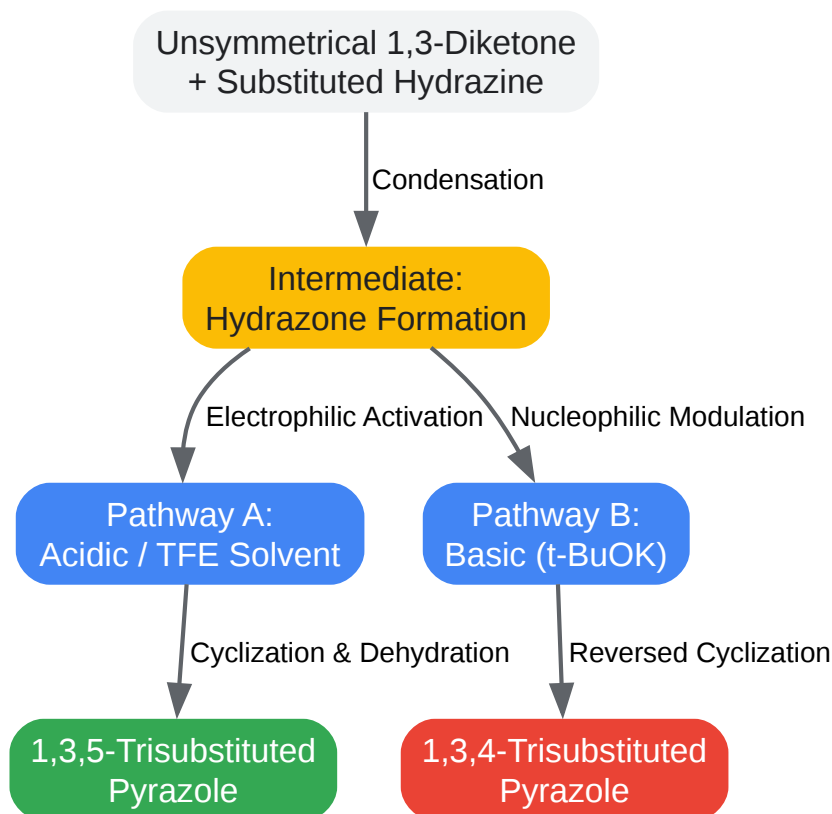 Unsymmetrical 1,3-Diketone
+ Substituted Hydrazine
Condensation
Intermediate:
Hydrazone Formation
Electrophilic Activation
Nucleophilic Modulation
Pathway A:
Acidic / TFE Solvent
Pathway B:
Basic (t-BuOK)
Cyclization & Dehydration
Reversed Cyclization
1,3,5-Trisubstituted
Pyrazole
1,3,4-Trisubstituted
Pyrazole